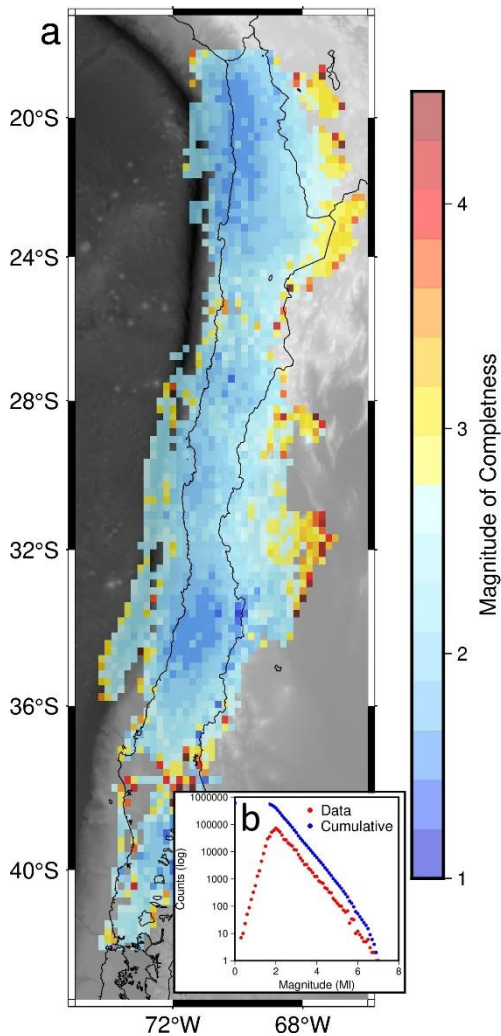 a
20°S
24°S
28°S
32°S
36°S
40°S
72°W
68°W
4
3
2
1
Magnitude of Completness
b
Data
Cumulative
1000000
100000
10000
1000
100
10
1
Counts (log)
0
2
4
6
8
Magnitude (Ml)